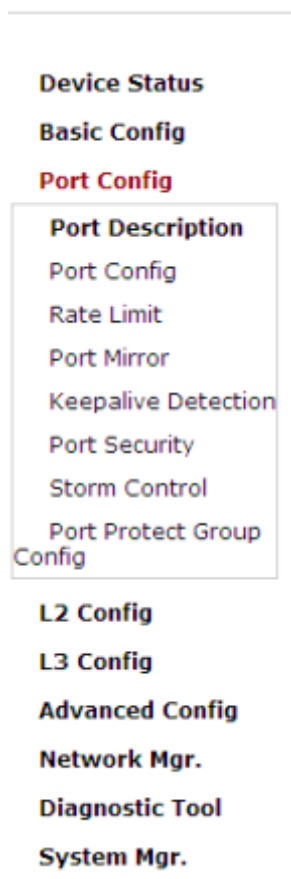 Device Status
Basic Config
Port Config
Port Description
Port Config
Rate Limit
Port Mirror
Keepalive Detection
Port Security
Storm Control
Port Protect Group
Config
L2 Config
L3 Config
Advanced Config
Network Mgr.
Diagnostic Tool
System Mgr.